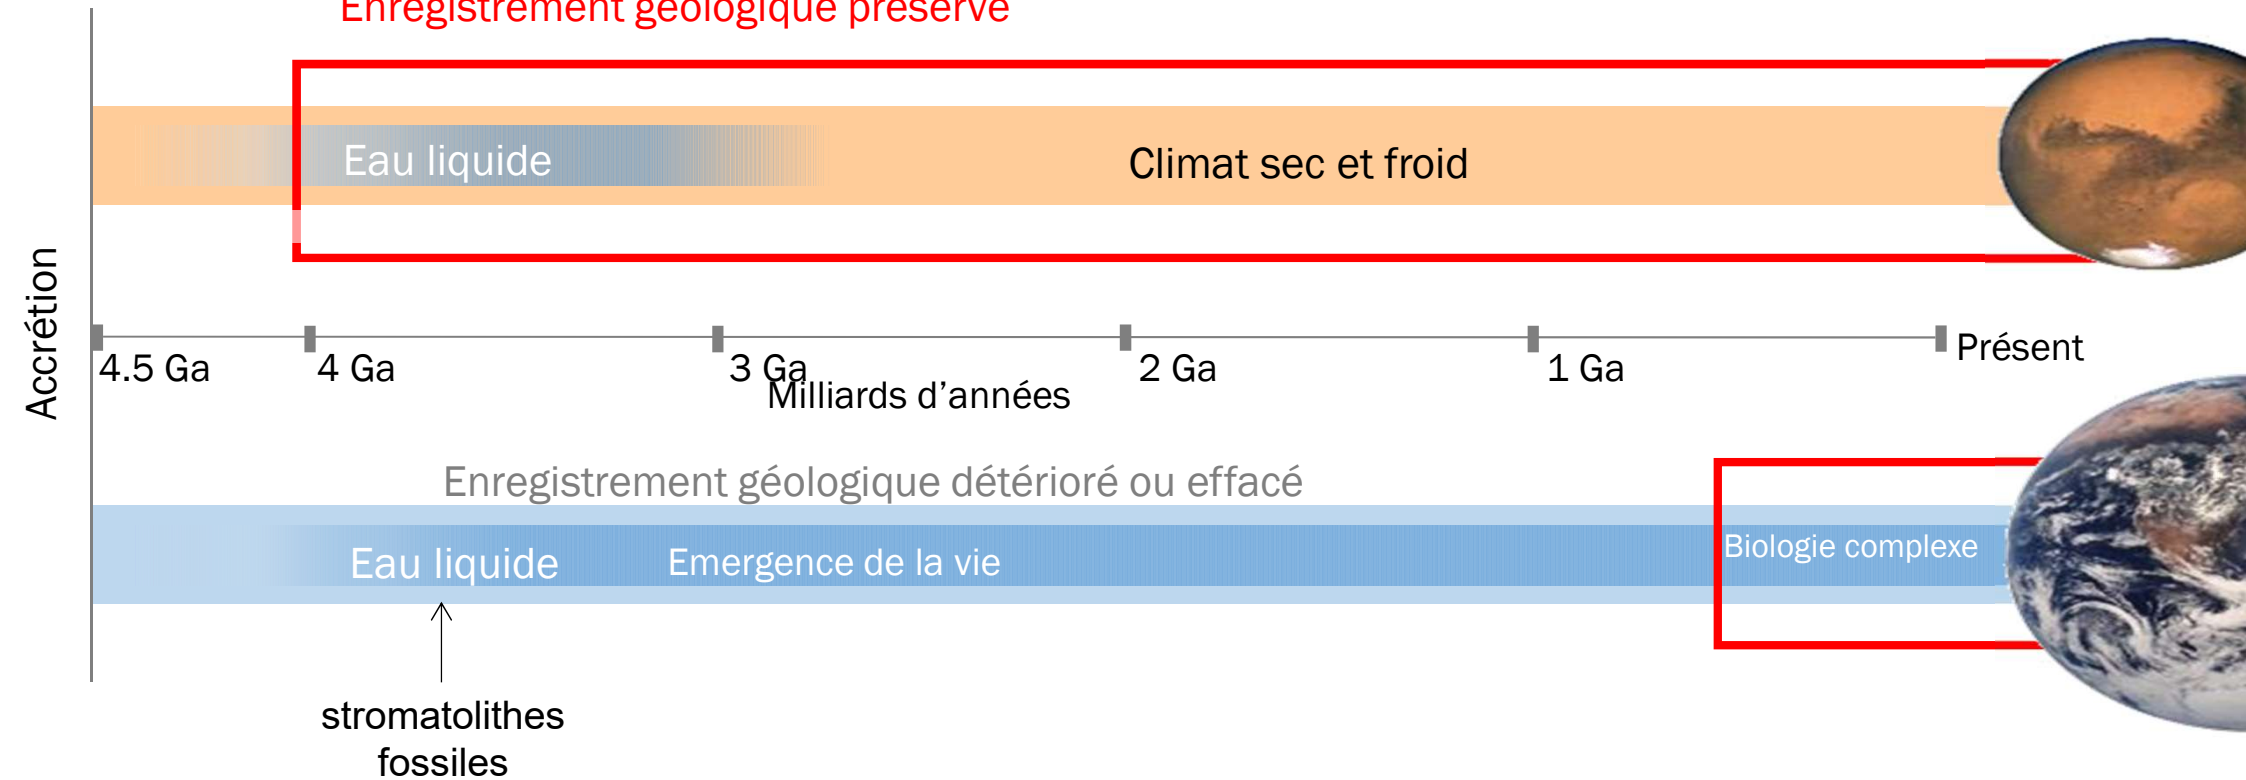 Enregistrement géologique préservé
Eau liquide
Climat sec et froid
Accrétion
4.5 Ga
4 Ga
3 Ga
2 Ga
1 Ga
Présent
Milliards d’années
Enregistrement géologique détérioré ou effacé
Eau liquide
Emergence de la vie
Biologie complexe
stromatolithes
fossiles